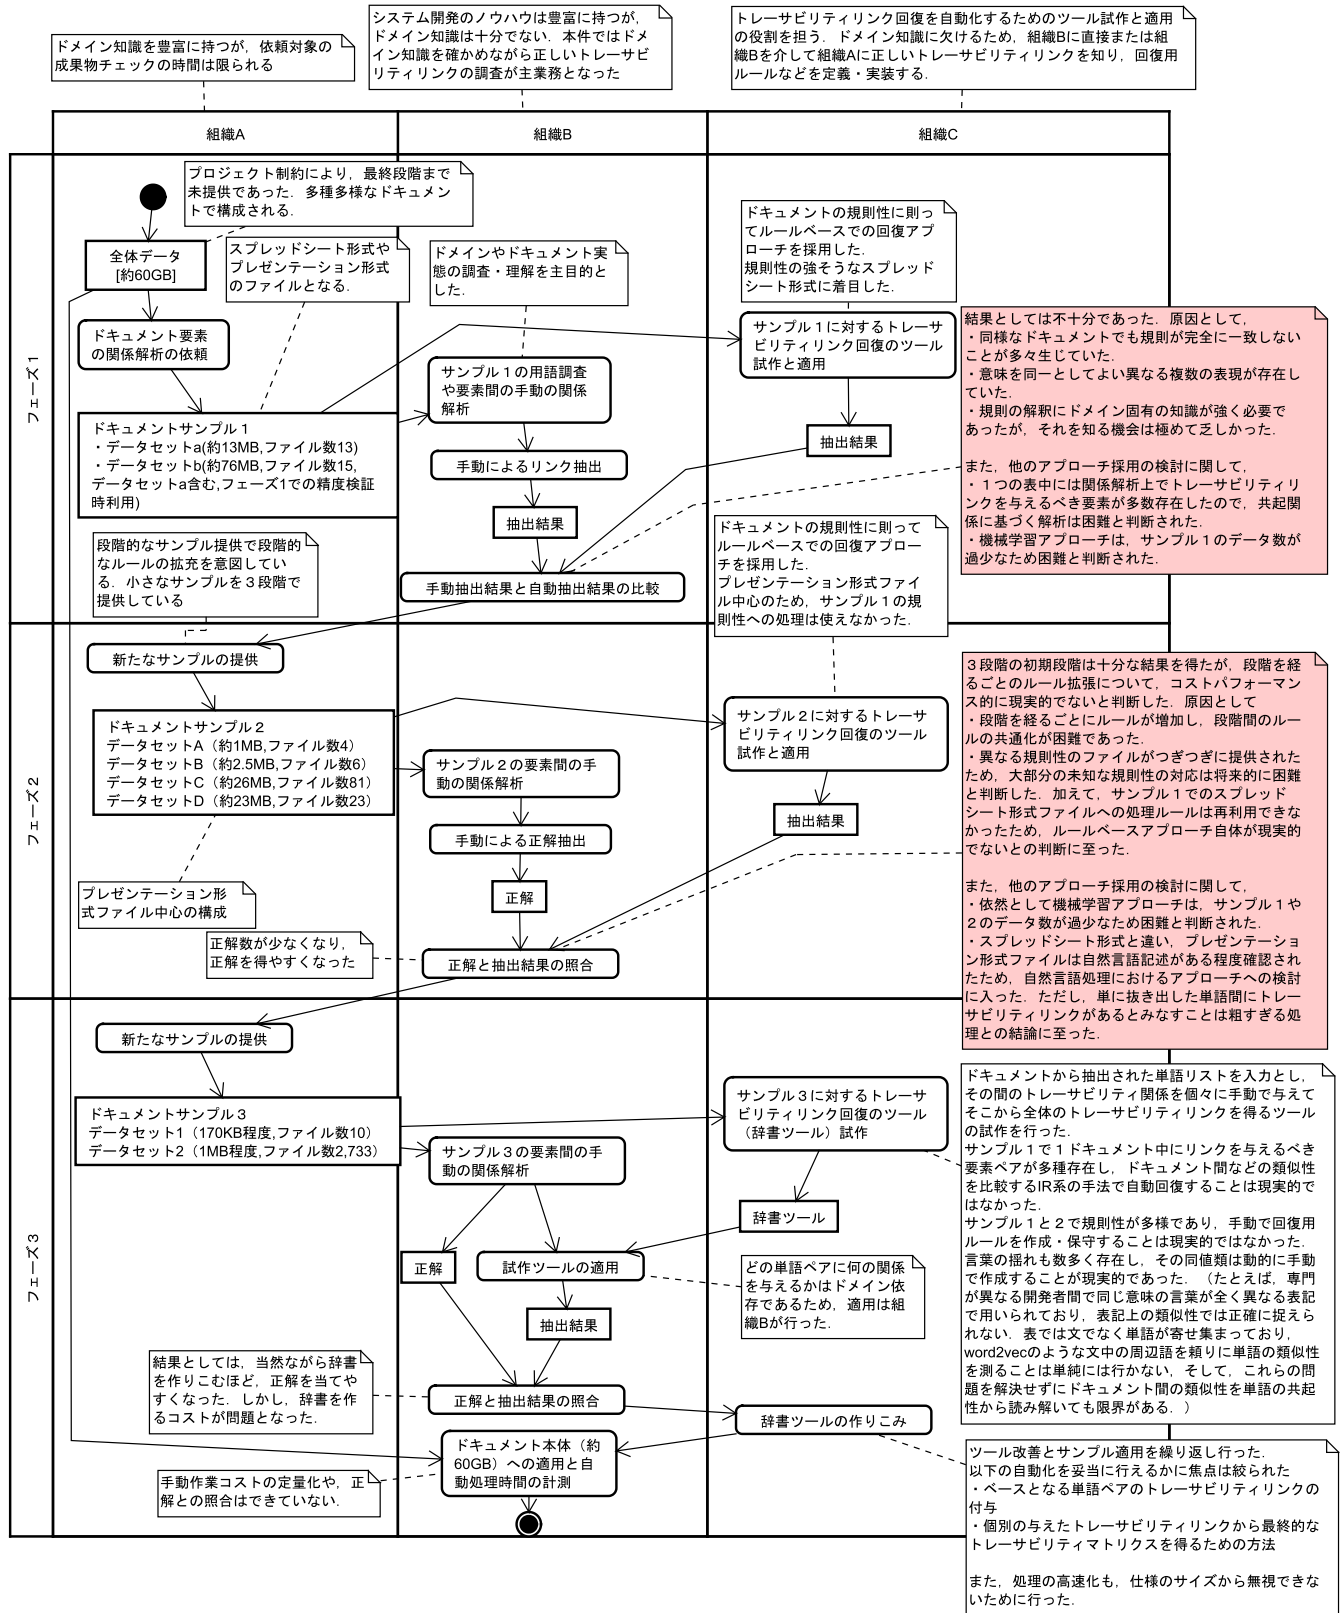 ドメイン知識を豊富に持つが，依頼対象の
成果物チェックの時間は限られる
システム開発のノウハウは豊富に持つが，
ドメイン知識は十分でない．本件ではドメ
イン知識を確かめながら正しいトレーサビ
リティリンクの調査が主業務となった
トレーサビリティリンク回復を自動化するためのツール試作と適用
の役割を担う．ドメイン知識に欠けるため，組織Bに直接または組
織Bを介して組織Aに正しいトレーサビリティリンクを知り，回復用
ルールなどを定義・実装する．
組織A
組織B
組織C
フェーズ１
プロジェクト制約により，最終段階まで
未提供であった．多種多様なドキュメン
トで構成される．
全体データ
[約60GB]
スプレッドシート形式や
プレゼンテーション形式
のファイルとなる．
ドメインやドキュメント実
態の調査・理解を主目的と
した．
ドキュメントの規則性に則っ
てルールベースでの回復アプ
ローチを採用した．
規則性の強そうなスプレッド
シート形式に着目した．
ドキュメント要素
の関係解析の依頼
サンプル１の用語調査
や要素間の手動の関係
解析
サンプル１に対するトレーサ
ビリティリンク回復のツール
試作と適用
結果としては不十分であった．原因として，
・同様なドキュメントでも規則が完全に一致しない
ことが多々生じていた．
・意味を同一としてよい異なる複数の表現が存在し
ていた．
・規則の解釈にドメイン固有の知識が強く必要で
あったが，それを知る機会は極めて乏しかった．

また，他のアプローチ採用の検討に関して，
・１つの表中には関係解析上でトレーサビリティリ
ンクを与えるべき要素が多数存在したので，共起関
係に基づく解析は困難と判断された．
・機械学習アプローチは，サンプル１のデータ数が
過少なため困難と判断された．
ドキュメントサンプル１
・データセットa(約13MB,ファイル数13)
・データセットb(約76MB,ファイル数15,
データセットa含む,フェーズ1での精度検証
時利用)
手動によるリンク抽出
抽出結果
抽出結果
段階的なサンプル提供で段階的
なルールの拡充を意図してい
る．小さなサンプルを３段階で
提供している
手動抽出結果と自動抽出結果の比較
ドキュメントの規則性に則って
ルールベースでの回復アプロー
チを採用した．
プレゼンテーション形式ファイ
ル中心のため，サンプル１の規
則性への処理は使えなかった．
フェーズ２
新たなサンプルの提供
ドキュメントサンプル２
データセットA（約1MB,ファイル数4）
データセットB（約2.5MB,ファイル数6）
データセットC（約26MB,ファイル数81）
データセットD（約23MB,ファイル数23）
サンプル２の要素間の手
動の関係解析
サンプル２に対するトレーサ
ビリティリンク回復のツール
試作と適用
手動による正解抽出
抽出結果
正解
プレゼンテーション形
式ファイル中心の構成
正解数が少なくなり，
正解を得やすくなった
正解と抽出結果の照合
３段階の初期段階は十分な結果を得たが，段階を経
るごとのルール拡張について，コストパフォーマン
ス的に現実的でないと判断した．原因として
・段階を経るごとにルールが増加し，段階間のルー
ルの共通化が困難であった．
・異なる規則性のファイルがつぎつぎに提供された
ため，大部分の未知な規則性の対応は将来的に困難
と判断した．加えて，サンプル１でのスプレッド
シート形式ファイルへの処理ルールは再利用できな
かったため，ルールベースアプローチ自体が現実的
でないとの判断に至った．

また，他のアプローチ採用の検討に関して，
・依然として機械学習アプローチは，サンプル１や
２のデータ数が過少なため困難と判断された．
・スプレッドシート形式と違い，プレゼンテーショ
ン形式ファイルは自然言語記述がある程度確認され
たため，自然言語処理におけるアプローチへの検討
に入った．ただし，単に抜き出した単語間にトレー
サビリティリンクがあるとみなすことは粗すぎる処
理との結論に至った．
フェーズ３
新たなサンプルの提供
ドキュメントサンプル３
データセット1（170KB程度,ファイル数10）
データセット2（1MB程度,ファイル数2,733）
サンプル３の要素間の手
動の関係解析
サンプル３に対するトレーサ
ビリティリンク回復のツール
（辞書ツール）試作
辞書ツール
正解
試作ツールの適用
抽出結果
どの単語ペアに何の関係
を与えるかはドメイン依
存であるため，適用は組
織Bが行った．
ドキュメントから抽出された単語リストを入力とし，
その間のトレーサビリティ関係を個々に手動で与えて
そこから全体のトレーサビリティリンクを得るツール
の試作を行った．
サンプル１で１ドキュメント中にリンクを与えるべき
要素ペアが多種存在し，ドキュメント間などの類似性
を比較するIR系の手法で自動回復することは現実的で
はなかった．
サンプル１と２で規則性が多様であり，手動で回復用
ルールを作成・保守することは現実的ではなかった．
言葉の揺れも数多く存在し，その同値類は動的に手動
で作成することが現実的であった．（たとえば，専門
が異なる開発者間で同じ意味の言葉が全く異なる表記
で用いられており，表記上の類似性では正確に捉えら
れない．表では文でなく単語が寄せ集まっており，
word2vecのような文中の周辺語を頼りに単語の類似性
を測ることは単純には行かない，そして，これらの問
題を解決せずにドキュメント間の類似性を単語の共起
性から読み解いても限界がある．）
結果としては，当然ながら辞書
を作りこむほど，正解を当てや
すくなった．しかし，辞書を作
るコストが問題となった．
正解と抽出結果の照合
辞書ツールの作りこみ
ドキュメント本体（約
60GB）への適用と自
動処理時間の計測
手動作業コストの定量化や，正
解との照合はできていない．
ツール改善とサンプル適用を繰り返し行った．
以下の自動化を妥当に行えるかに焦点は絞られた
・ベースとなる単語ペアのトレーサビリティリンクの
付与
・個別の与えたトレーサビリティリンクから最終的な
トレーサビリティマトリクスを得るための方法

また，処理の高速化も，仕様のサイズから無視できな
いために行った．